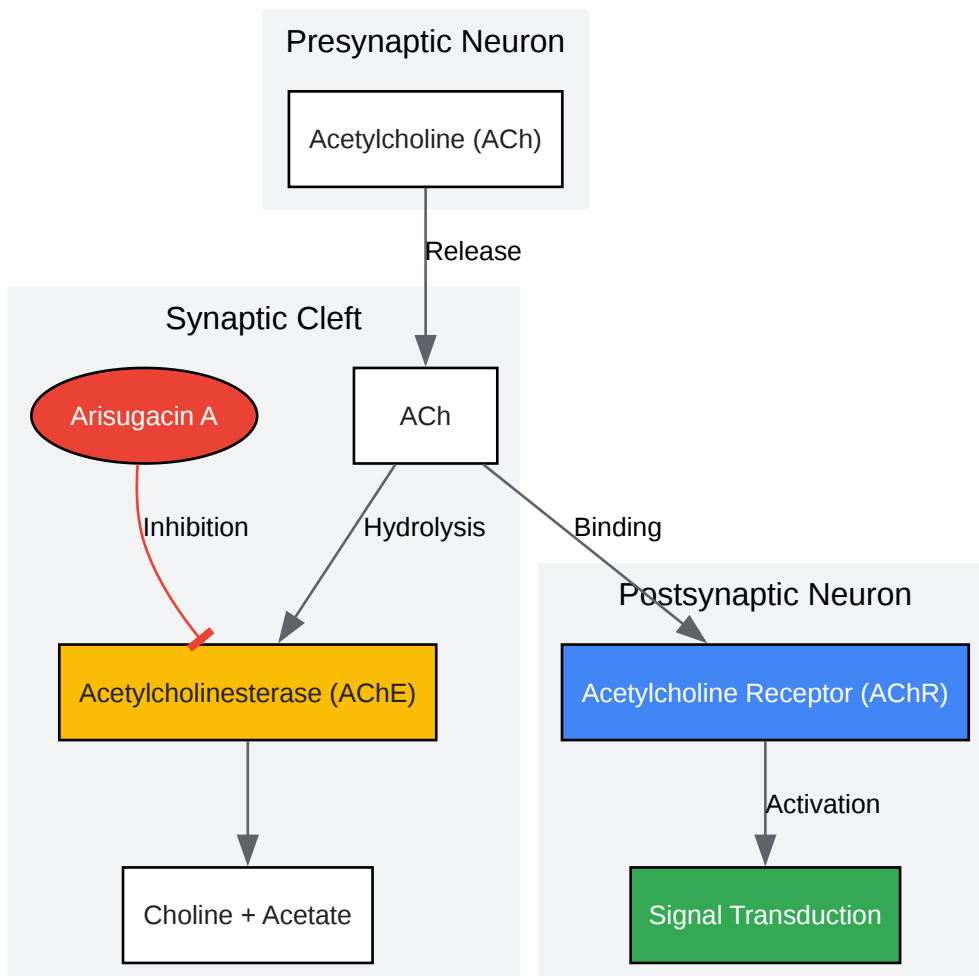 Presynaptic Neuron
Acetylcholine (ACh)
Release
Synaptic Cleft
Arisugacin A
ACh
Inhibition
Hydrolysis
Binding
Postsynaptic Neuron
Acetylcholinesterase (AChE)
Acetylcholine Receptor (AChR)
Activation
Choline + Acetate
Signal Transduction